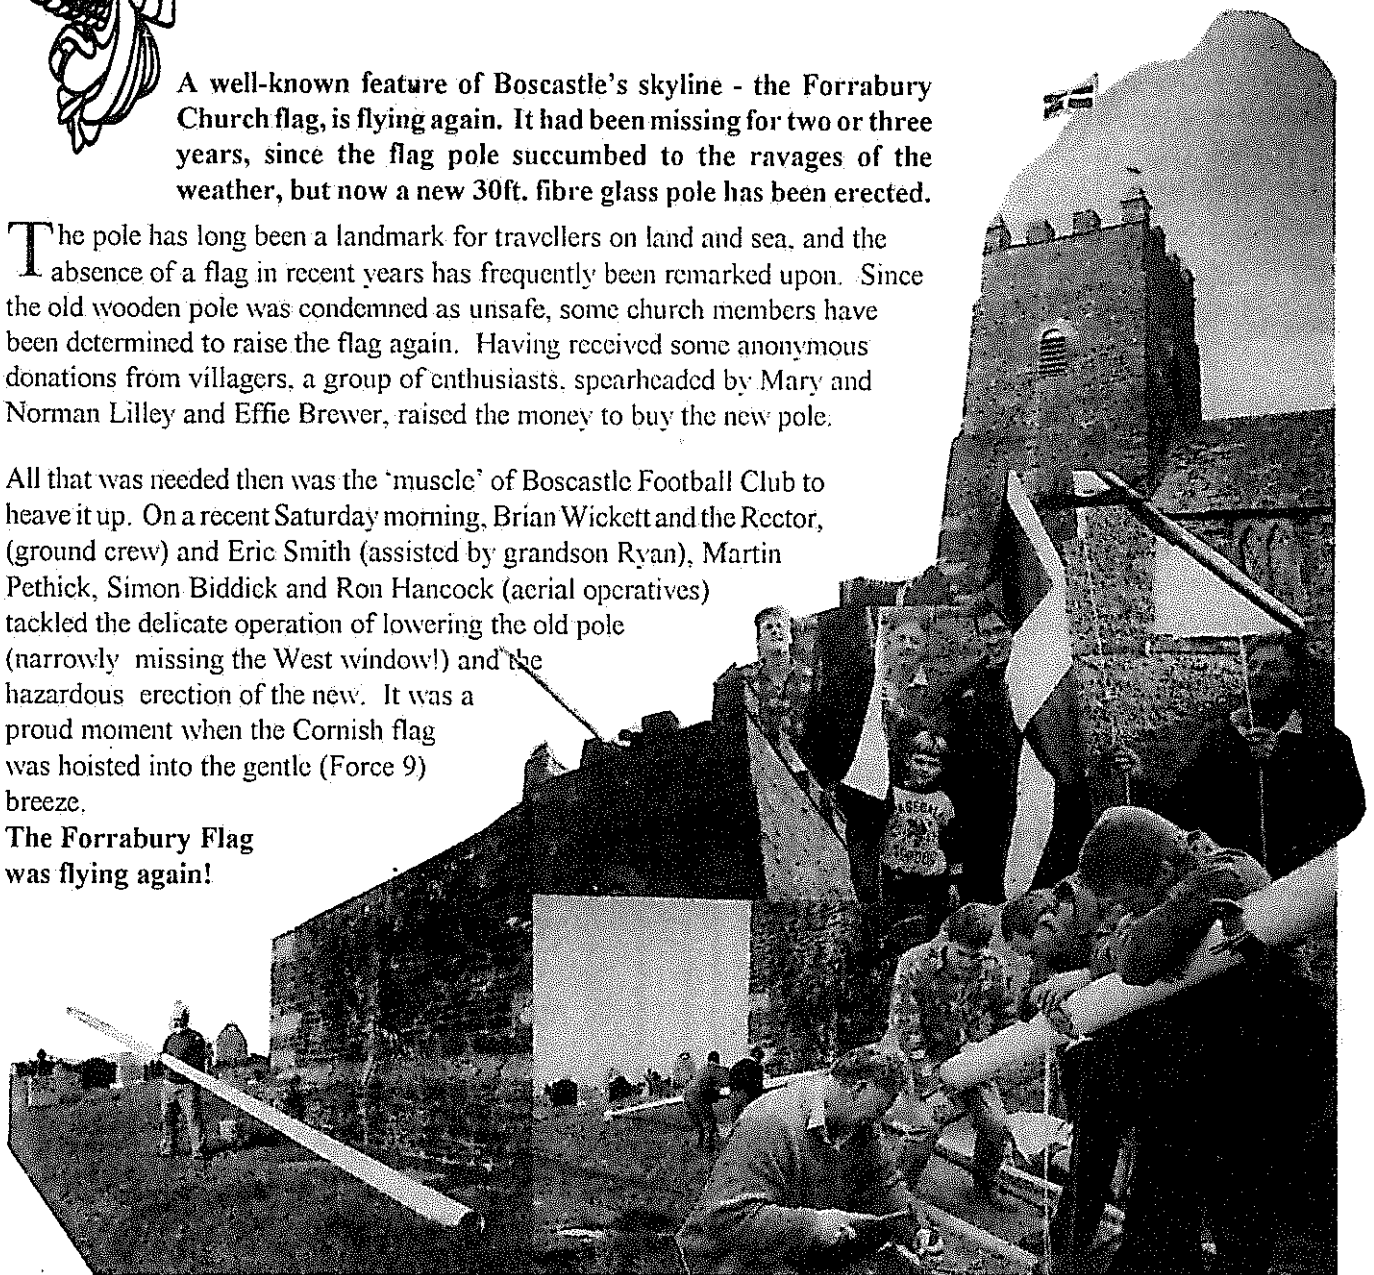 A well-known feature of Boscastle's skyline - the Forrabury
Church flag, is flying again. It had been missing for two or three
years, since the flag pole succumbed to the ravages of the
weather, but now a new 30ft. fibre glass pole has been erected.
The pole has long been a landmark for travellers on land and sea, and the
absence of a flag in recent years has frequently been remarked upon. Since
the old wooden pole was condemned as unsafe, some church members have
been determined to raise the flag again. Having received some anonymous
donations from villagers, a group of enthusiasts, spearheaded by Mary and
Norman Lilley and Effie Brewer, raised the money to buy the new pole.
All that was needed then was the 'muscle' of Boscastle Football Club to
heave it up. On a recent Saturday morning, Brian Wickett and the Rector,
(ground crew) and Eric Smith (assisted by grandson Ryan), Martin
Pethick, Simon Biddick and Ron Hancock (aerial operatives)
tackled the delicate operation of lowering the old pole
(narrowly missing the West window!) and the
hazardous erection of the new. It was a
proud moment when the Cornish flag
was hoisted into the gentle (Force 9)
breeze.
The Forrabury Flag
was flying again!